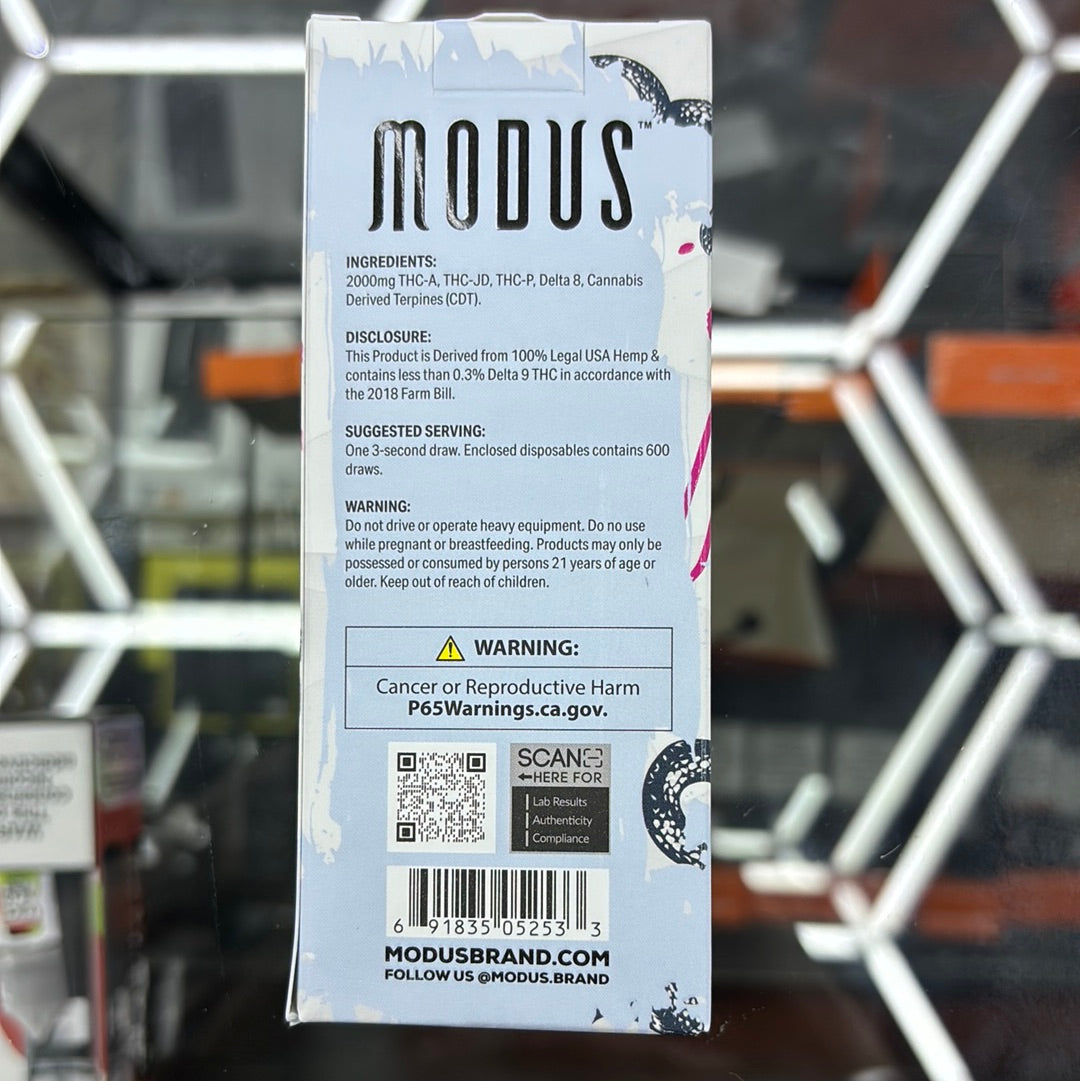 MODUS™
INGREDIENTS:
2000mg THC-A, THC-JD, THC-P, Delta 8, Cannabis
Derived Terpines (CDT).
DISCLOSURE:
This Product is Derived from 100% Legal USA Hemp &
contains less than 0.3% Delta 9 THC in accordance with
the 2018 Farm Bill.
SUGGESTED SERVING:
One 3-second draw. Enclosed disposables contains 600
draws.
WARNING:
Do not drive or operate heavy equipment. Do no use
while pregnant or breastfeeding. Products may only be
possessed or consumed by persons 21 years of age or
older. Keep out of reach of children.
WARNING:
Cancer or Reproductive Harm
P65Warnings.ca.gov.
SCAN
←HERE FOR
Lab Results
Authenticity
Compliance
6 91835 05253 3
MODUSBRAND.COM
FOLLOW US @MODUS.BRAND